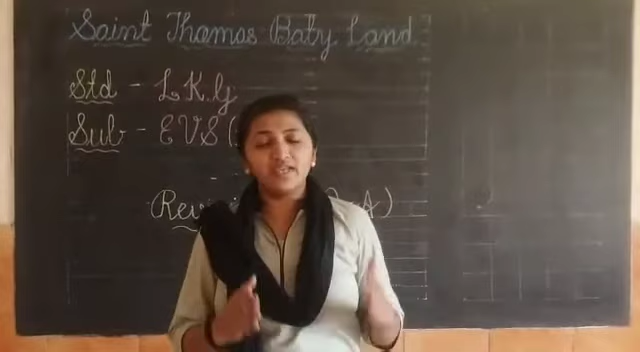 Saint Thomas Baby Land
Std - L.K.G
Sub - EVS (
(Rev A)